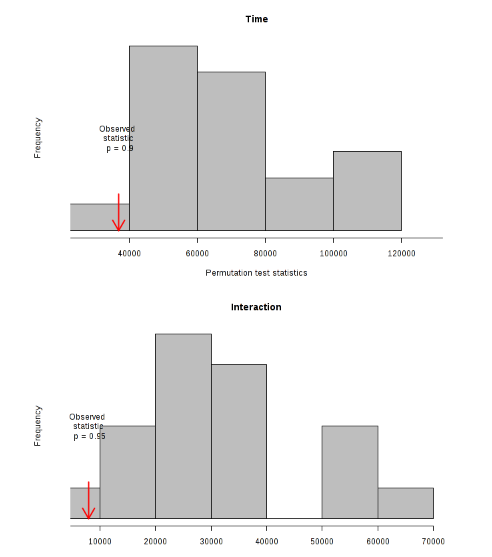 Time
Frequency
Observed
statistic
p = 0.9
40000 60000 80000 100000 120000
Permutation test statistics
Interaction
Frequency
Observed
statistic
p = 0.95
10000 20000 30000 40000 50000 60000 70000